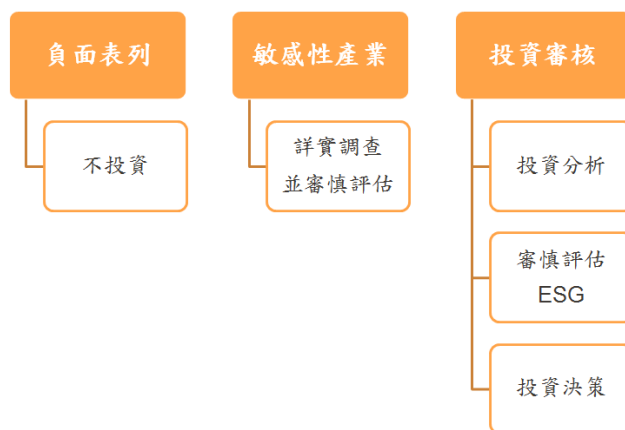 負面表列
不投資
敏感性產業
詳實調查
並審慎評估
投資審核
投資分析
審慎評估
ESG
投資決策